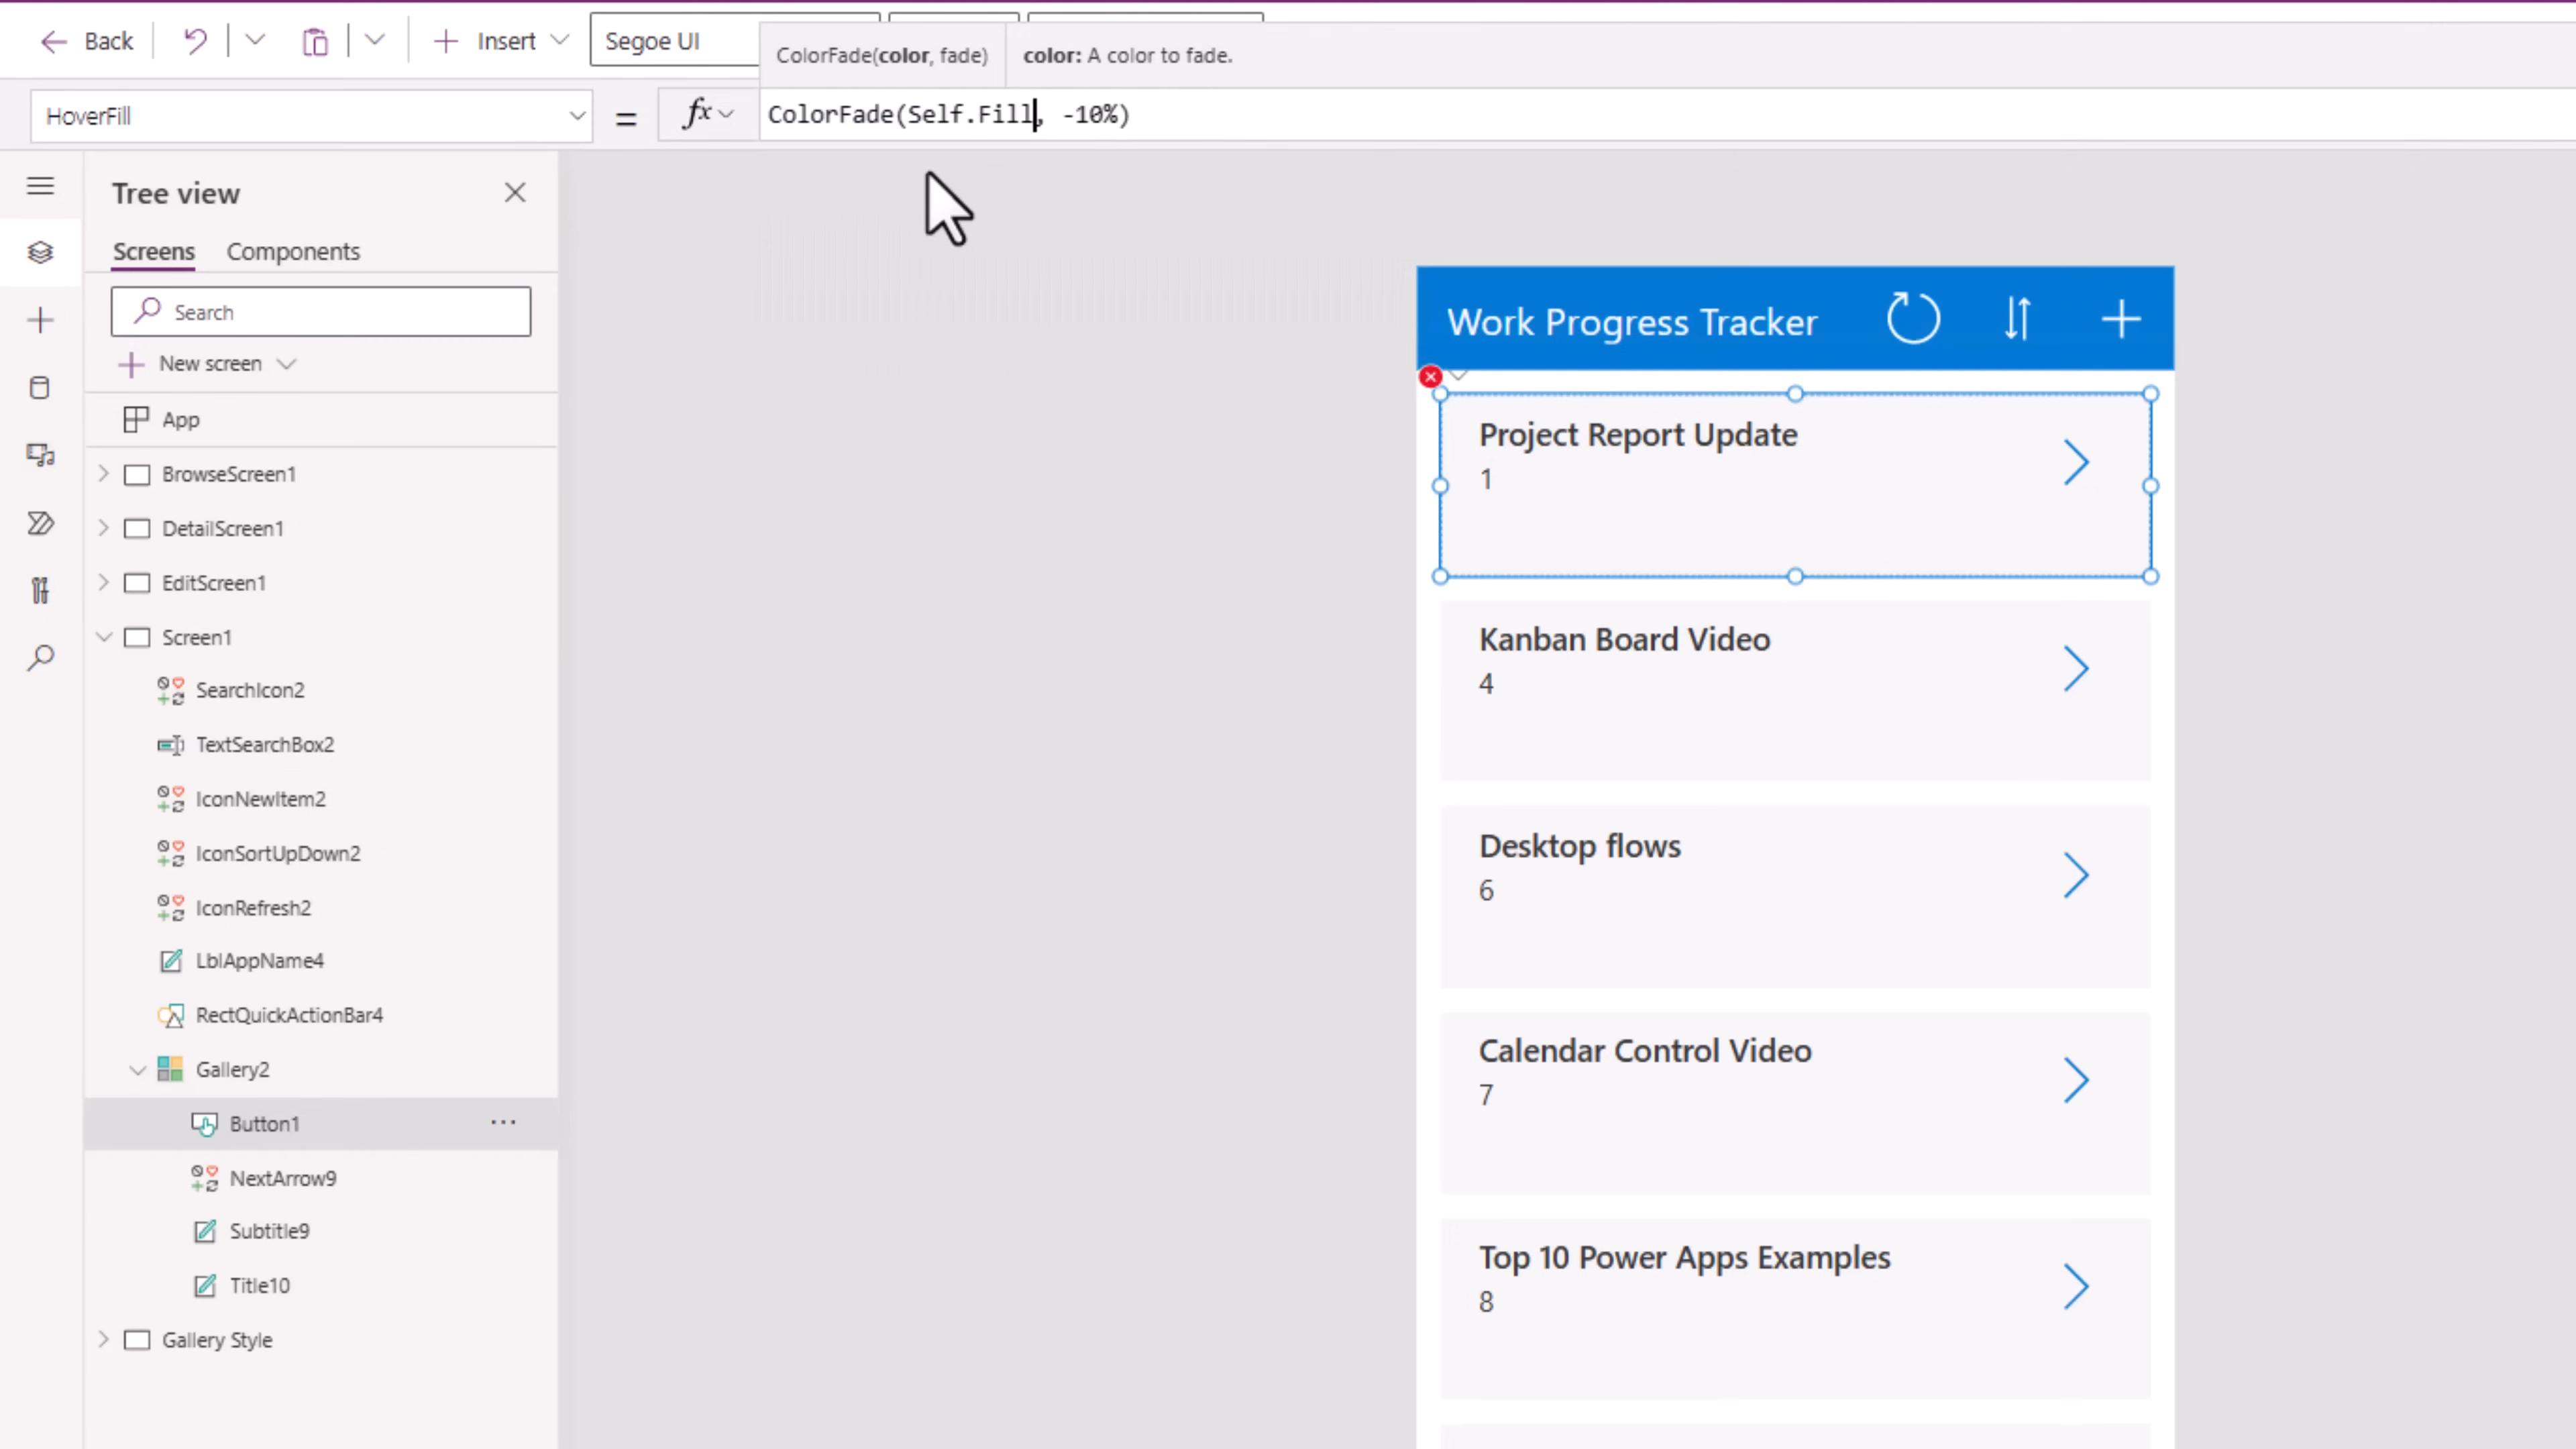 Back
Insert
Segoe UI
ColorFade(color, fade)
color: A color to fade.
HoverFill
=
fx
ColorFade(Self.Fill, -10%)
Tree view
Screens
Components
Search
New screen
App
BrowseScreen1
DetailScreen1
EditScreen1
Screen1
SearchIcon2
TextSearchBox2
IconNewItem2
IconSortUpDown2
IconRefresh2
LblAppName4
RectQuickActionBar4
Gallery2
Button1
NextArrow9
Subtitle9
Title10
Gallery Style
Work Progress Tracker
Project Report Update
1
Kanban Board Video
4
Desktop flows
6
Calendar Control Video
7
Top 10 Power Apps Examples
8